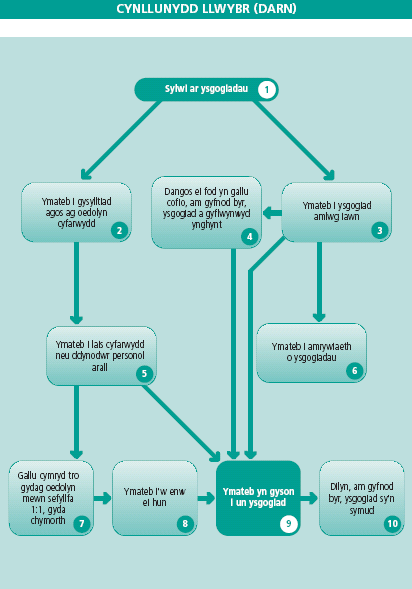 CYNLLUNYDD LLWYBR (DARN)
Sylwi ar ysgogiadau 1
Ymateb i gysylltiad
agos ag oedolyn
cyfarwydd
2
Dangos ei fod yn gallu
cofio, am gyfnod byr,
ysgogiad a gyflwynwyd
ynghynt
4
Ymateb i ysgogiad
amlwg iawn
3
Ymateb i lais cyfarwydd
neu ddynodwr personol
arall
5
Ymateb i amrywiaeth
o ysgogiadau
6
Gallu cymryd tro
gydag oedolyn
mewn sefyllfa
1:1, gyda
chymorth
7
Ymateb i'w enw
ei hun
8
Ymateb yn gyson
i un ysgogiad
9
Dilyn, am gyfnod
byr, ysgogiad sy'n
symud
10